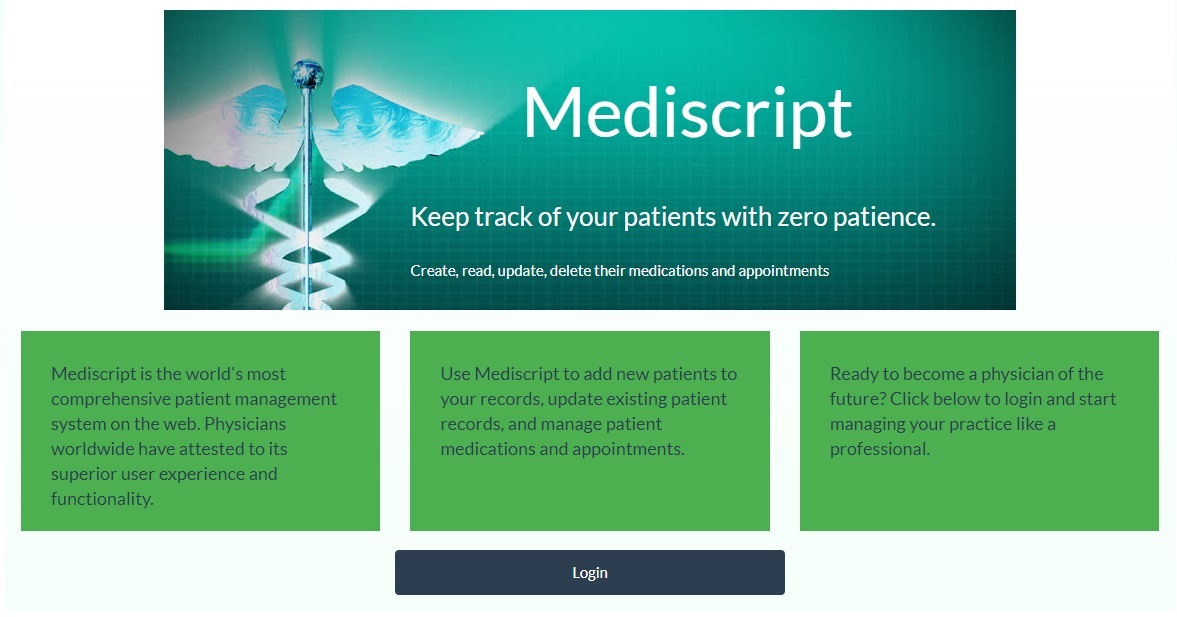 Mediscript
Keep track of your patients with zero patience.
Create, read, update, delete their medications and appointments
Mediscript is the world's most
comprehensive patient management
system on the web. Physicians
worldwide have attested to its
superior user experience and
functionality.
Use Mediscript to add new patients to
your records, update existing patient
records, and manage patient
medications and appointments.
Ready to become a physician of the
future? Click below to login and start
managing your practice like a
professional.
Login